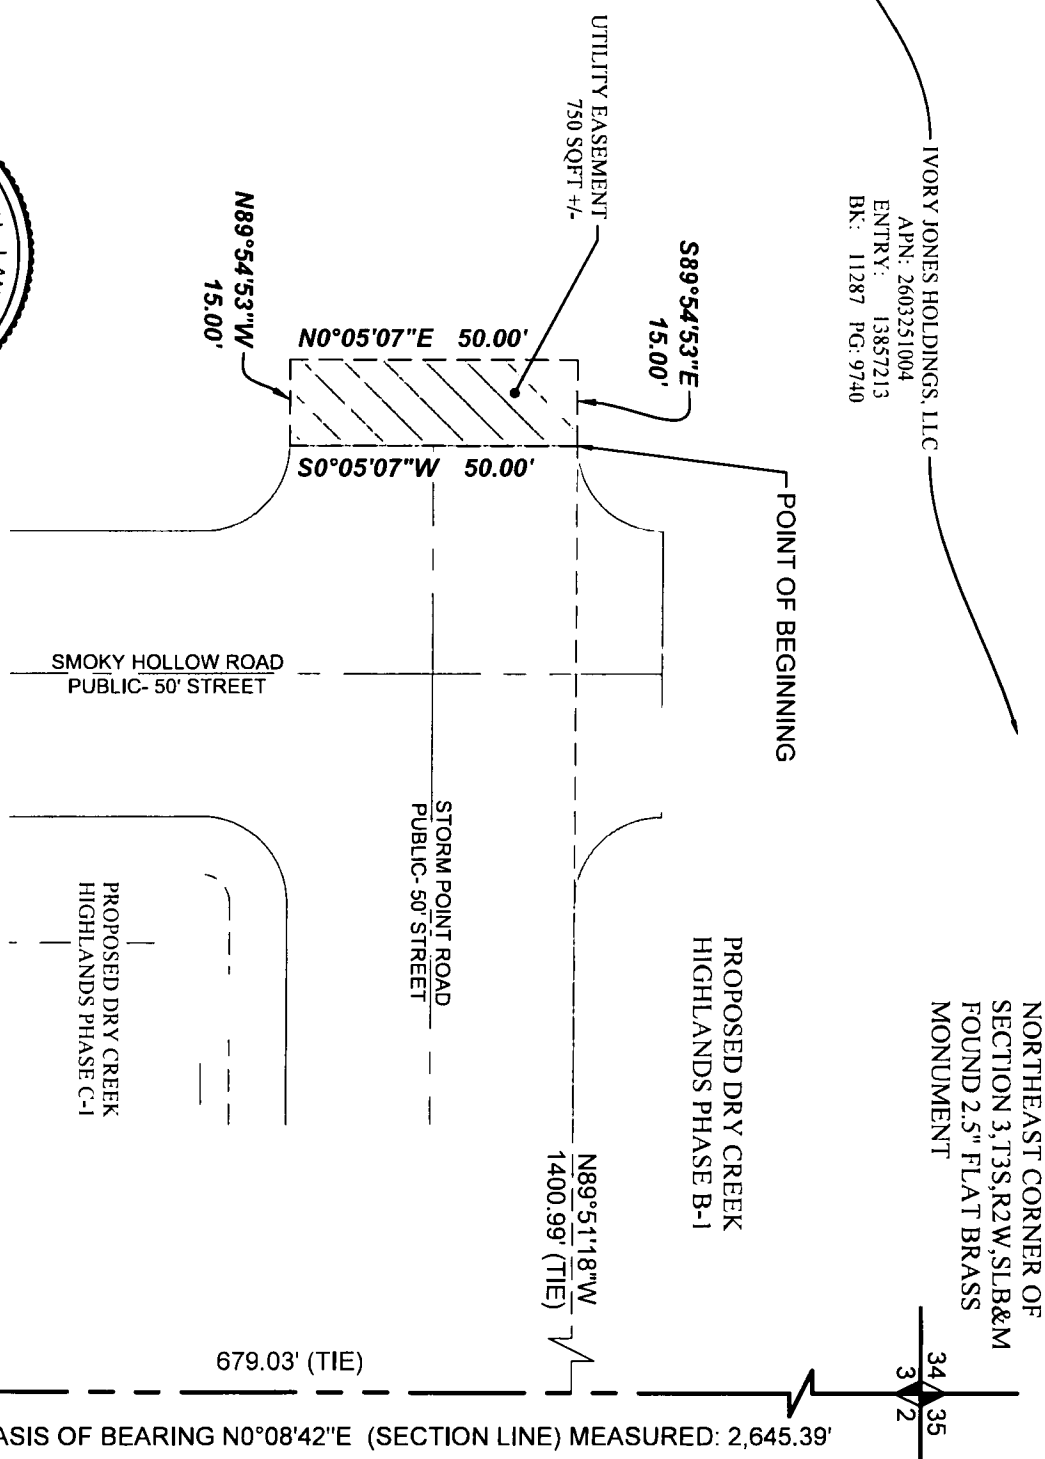 IVORY JONES HOLDINGS, LLC
APN: 2603251004
ENTRY: 13857213
BK: 11287 PG: 9740
UTILITY EASEMENT
750 SQFT +/-
S89°54'53"E
15.00'
N89°54'53"W
15.00'
N0°05'07"E 50.00'
S0°05'07"W 50.00'
POINT OF BEGINNING
SMOKY HOLLOW ROAD
PUBLIC- 50' STREET
STORM POINT ROAD
PUBLIC- 50' STREET
PROPOSED DRY CREEK
HIGHLANDS PHASE B-1
PROPOSED DRY CREEK
HIGHLANDS PHASE C-1
NORTHEAST CORNER OF
SECTION 3,T3S,R2W,SLB&M
FOUND 2.5" FLAT BRASS
MONUMENT
34 35
3 2
N89°51'18"W
1400.99' (TIE)
679.03' (TIE)
ASIS OF BEARING N0°08'42"E (SECTION LINE) MEASURED: 2,645.39'